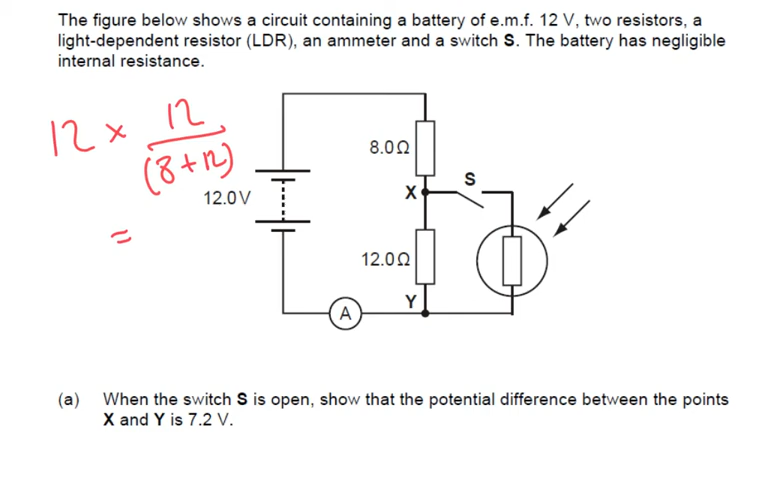 The figure below shows a circuit containing a battery of e.m.f. 12 V, two resistors, a
light-dependent resistor (LDR), an ammeter and a switch S. The battery has negligible
internal resistance.
12 × 12
(8+12)
=
12.0V
8.0Ω
S
X
12.0Ω
Y
A
(a) When the switch S is open, show that the potential difference between the points
X and Y is 7.2 V.